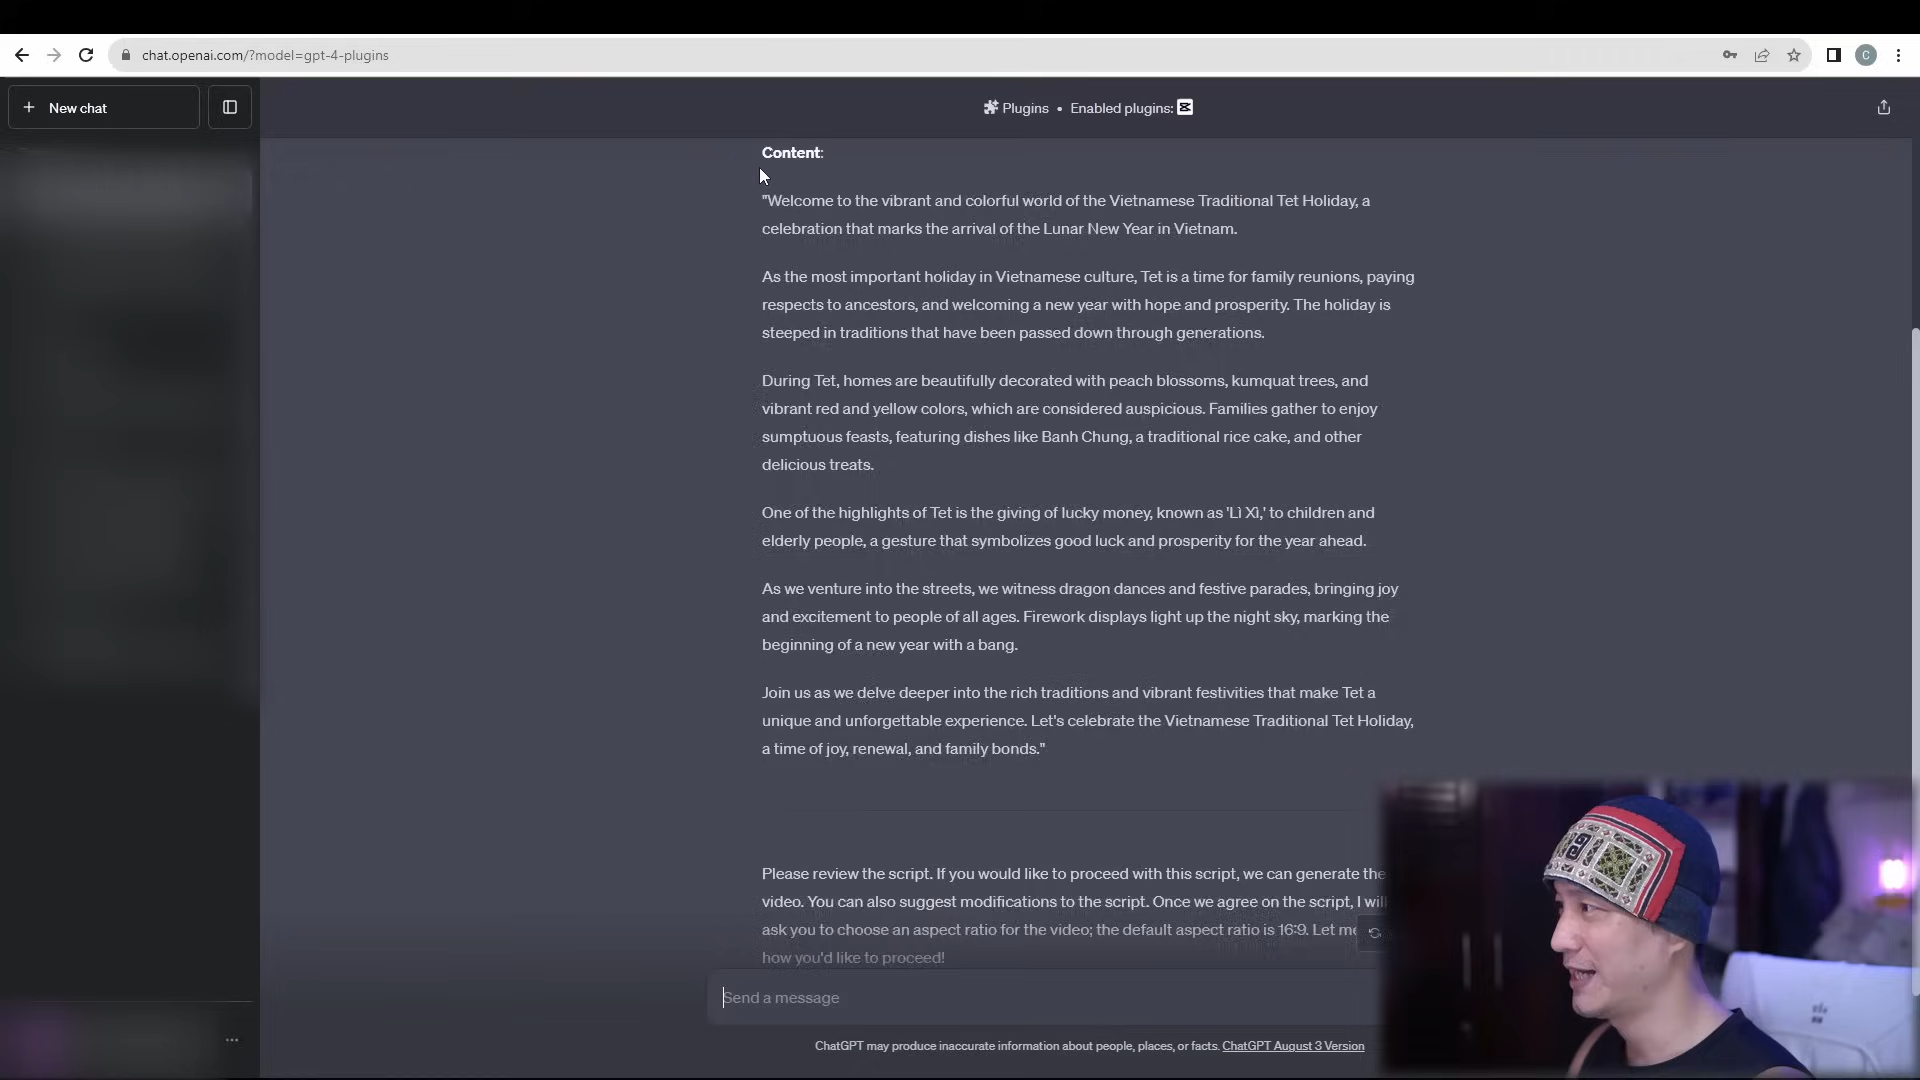 chat.openai.com/?model=gpt-4-plugins
C
New chat
Plugins • Enabled plugins:
Content:
"Welcome to the vibrant and colorful world of the Vietnamese Traditional Tet Holiday, a
celebration that marks the arrival of the Lunar New Year in Vietnam.
As the most important holiday in Vietnamese culture, Tet is a time for family reunions, paying
respects to ancestors, and welcoming a new year with hope and prosperity. The holiday is
steeped in traditions that have been passed down through generations.
During Tet, homes are beautifully decorated with peach blossoms, kumquat trees, and
vibrant red and yellow colors, which are considered auspicious. Families gather to enjoy
sumptuous feasts, featuring dishes like Banh Chung, a traditional rice cake, and other
delicious treats.
One of the highlights of Tet is the giving of lucky money, known as 'Lì Xì,' to children and
elderly people, a gesture that symbolizes good luck and prosperity for the year ahead.
As we venture into the streets, we witness dragon dances and festive parades, bringing joy
and excitement to people of all ages. Firework displays light up the night sky, marking the
beginning of a new year with a bang.
Join us as we delve deeper into the rich traditions and vibrant festivities that make Tet a
unique and unforgettable experience. Let's celebrate the Vietnamese Traditional Tet Holiday,
a time of joy, renewal, and family bonds."
Please review the script. If you would like to proceed with this script, we can generate the
video. You can also suggest modifications to the script. Once we agree on the script, I will
ask you to choose an aspect ratio for the video; the default aspect ratio is 16:9. Let me
how you'd like to proceed!
Send a message
ChatGPT may produce inaccurate information about people, places, or facts. ChatGPT August 3 Version